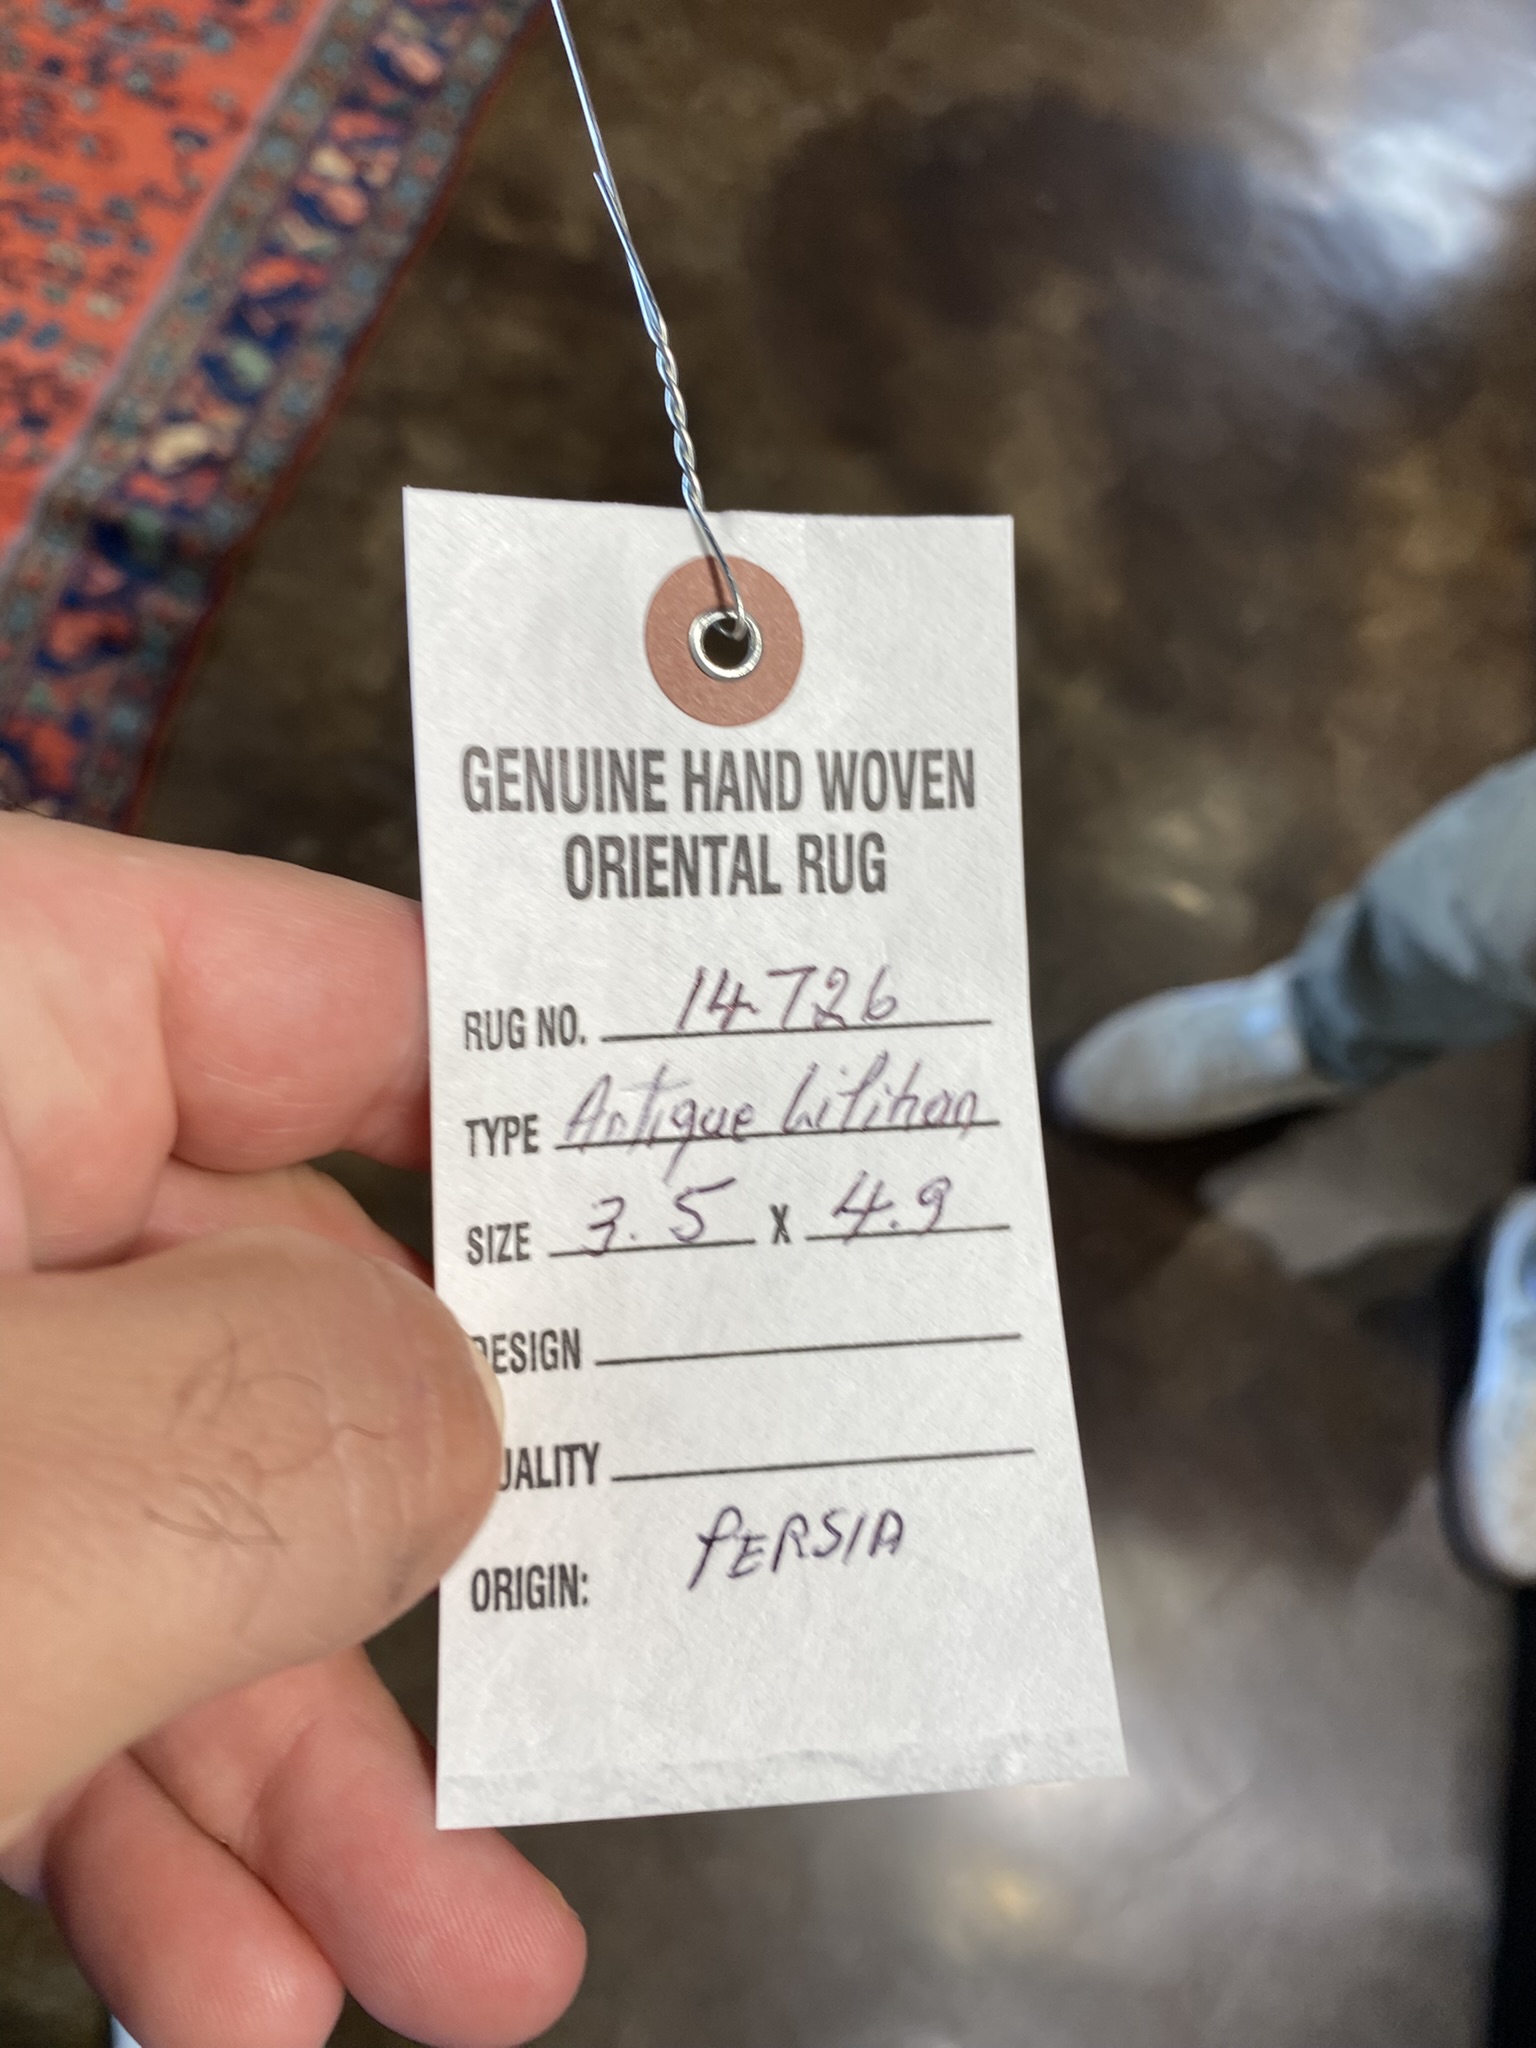 GENUINE HAND WOVEN
ORIENTAL RUG
RUG NO. 14726
TYPE Antique Lilihan
SIZE 3.5 X 4.9
DESIGN
QUALITY
ORIGIN: PERSIA